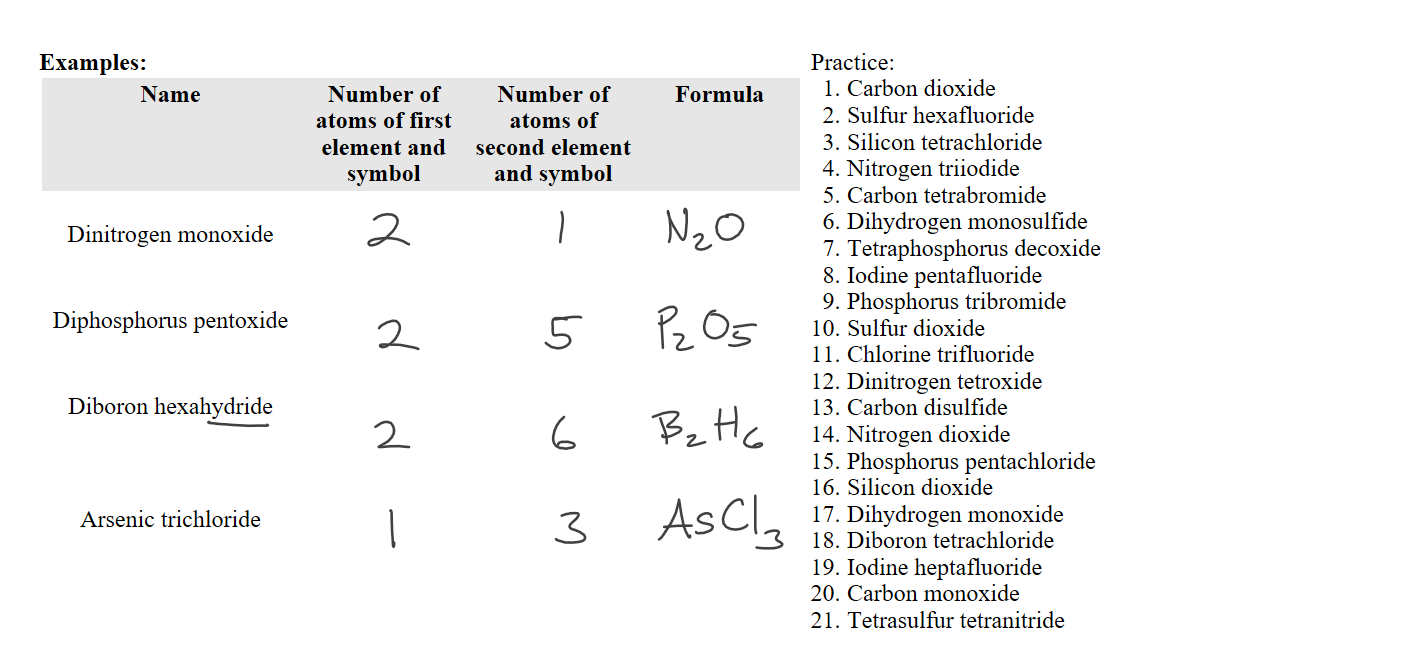 Examples:
Name Number of atoms of first element and symbol Number of atoms of second element and symbol Formula
Dinitrogen monoxide 2 1 N₂O
Diphosphorus pentoxide 2 5 P₂O₅
Diboron hexahydride 2 6 B₂H₆
Arsenic trichloride 1 3 AsCl₃
Practice:
1. Carbon dioxide
2. Sulfur hexafluoride
3. Silicon tetrachloride
4. Nitrogen triiodide
5. Carbon tetrabromide
6. Dihydrogen monosulfide
7. Tetraphosphorus decoxide
8. Iodine pentafluoride
9. Phosphorus tribromide
10. Sulfur dioxide
11. Chlorine trifluoride
12. Dinitrogen tetroxide
13. Carbon disulfide
14. Nitrogen dioxide
15. Phosphorus pentachloride
16. Silicon dioxide
17. Dihydrogen monoxide
18. Diboron tetrachloride
19. Iodine heptafluoride
20. Carbon monoxide
21. Tetrasulfur tetranitride